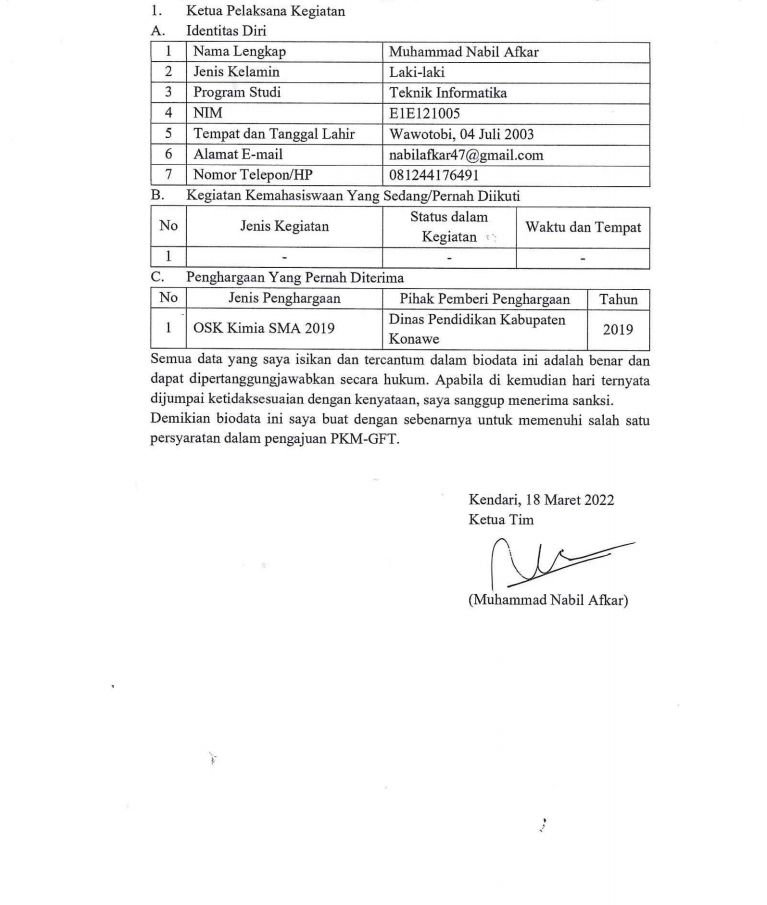 1. Ketua Pelaksana Kegiatan
A. Identitas Diri
1 Nama Lengkap Muhammad Nabil Afkar
2 Jenis Kelamin Laki-laki
3 Program Studi Teknik Informatika
4 NIM E1E121005
5 Tempat dan Tanggal Lahir Wawotobi, 04 Juli 2003
6 Alamat E-mail nabilafkar47@gmail.com
7 Nomor Telepon/HP 081244176491
B. Kegiatan Kemahasiswaan Yang Sedang/Pernah Diikuti
No Jenis Kegiatan Status dalam Kegiatan Waktu dan Tempat
1 - - -
C. Penghargaan Yang Pernah Diterima
No Jenis Penghargaan Pihak Pemberi Penghargaan Tahun
1 OSK Kimia SMA 2019 Dinas Pendidikan Kabupaten Konawe 2019
Semua data yang saya isikan dan tercantum dalam biodata ini adalah benar dan
dapat dipertanggungjawabkan secara hukum. Apabila di kemudian hari ternyata
dijumpai ketidaksesuaian dengan kenyataan, saya sanggup menerima sanksi.
Demikian biodata ini saya buat dengan sebenarnya untuk memenuhi salah satu
persyaratan dalam pengajuan PKM-GFT.
Kendari, 18 Maret 2022
Ketua Tim
(Muhammad Nabil Afkar)